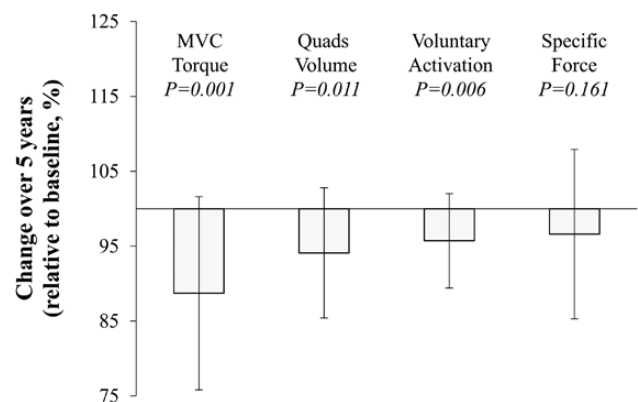 125
115
105
95
85
75
Change over 5 years
(relative to baseline, %)
MVC
Torque
P=0.001
Quads
Volume
P=0.011
Voluntary
Activation
P=0.006
Specific
Force
P=0.161